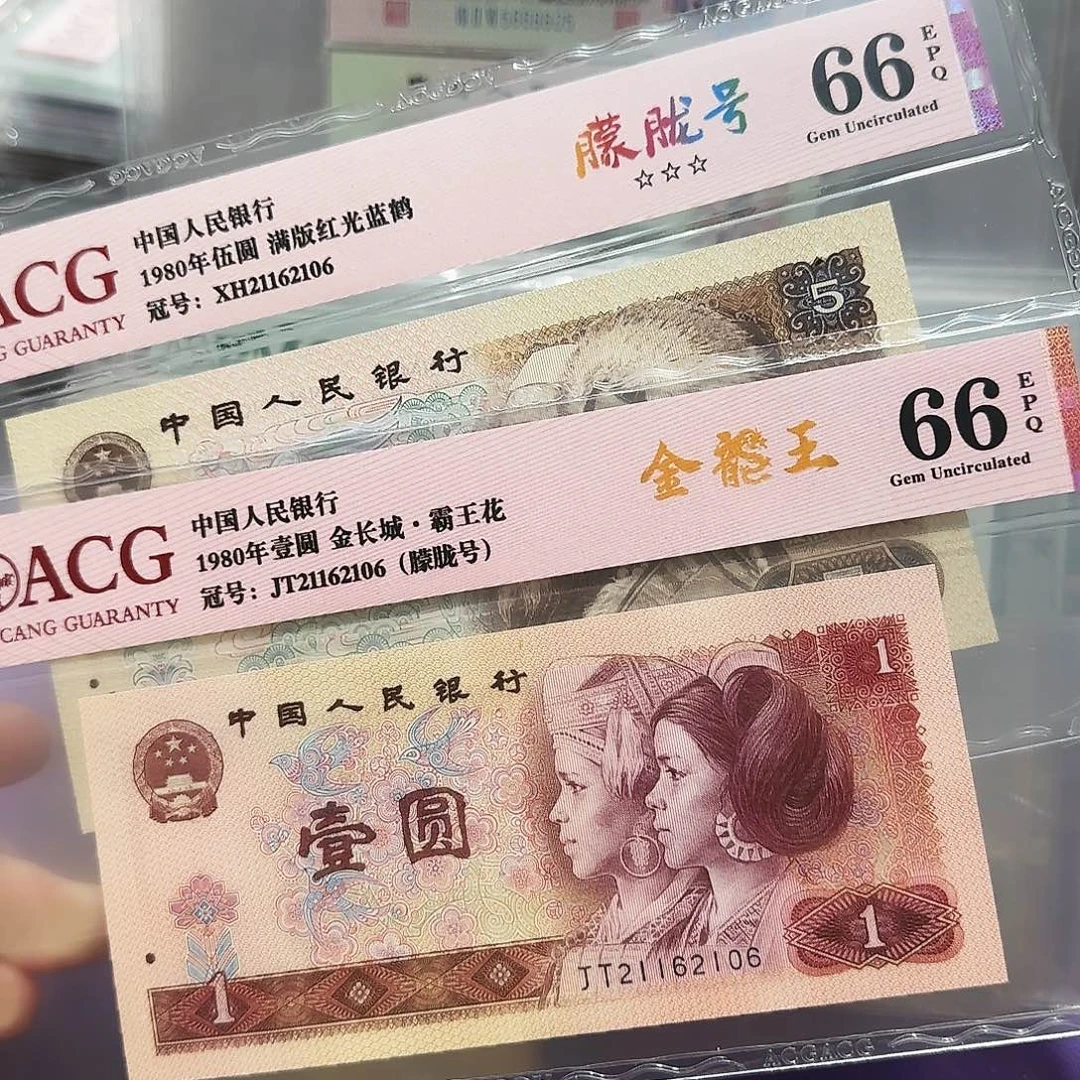 ACG
GUARANTY
中国人民银行
1980年伍圆 满版红光蓝鹤
冠号：XH21162106
朦胧号
☆☆☆
66
EPQ
Gem Uncirculated
中国人民银行
5
ACG
CANG GUARANTY
中国人民银行
1980年壹圆 金长城·霸王花
冠号：JT21162106（朦胧号）
金龍王
66
EPQ
Gem Uncirculated
中国人民银行
1
壹圆
1
JT21162106
1
ACGACG